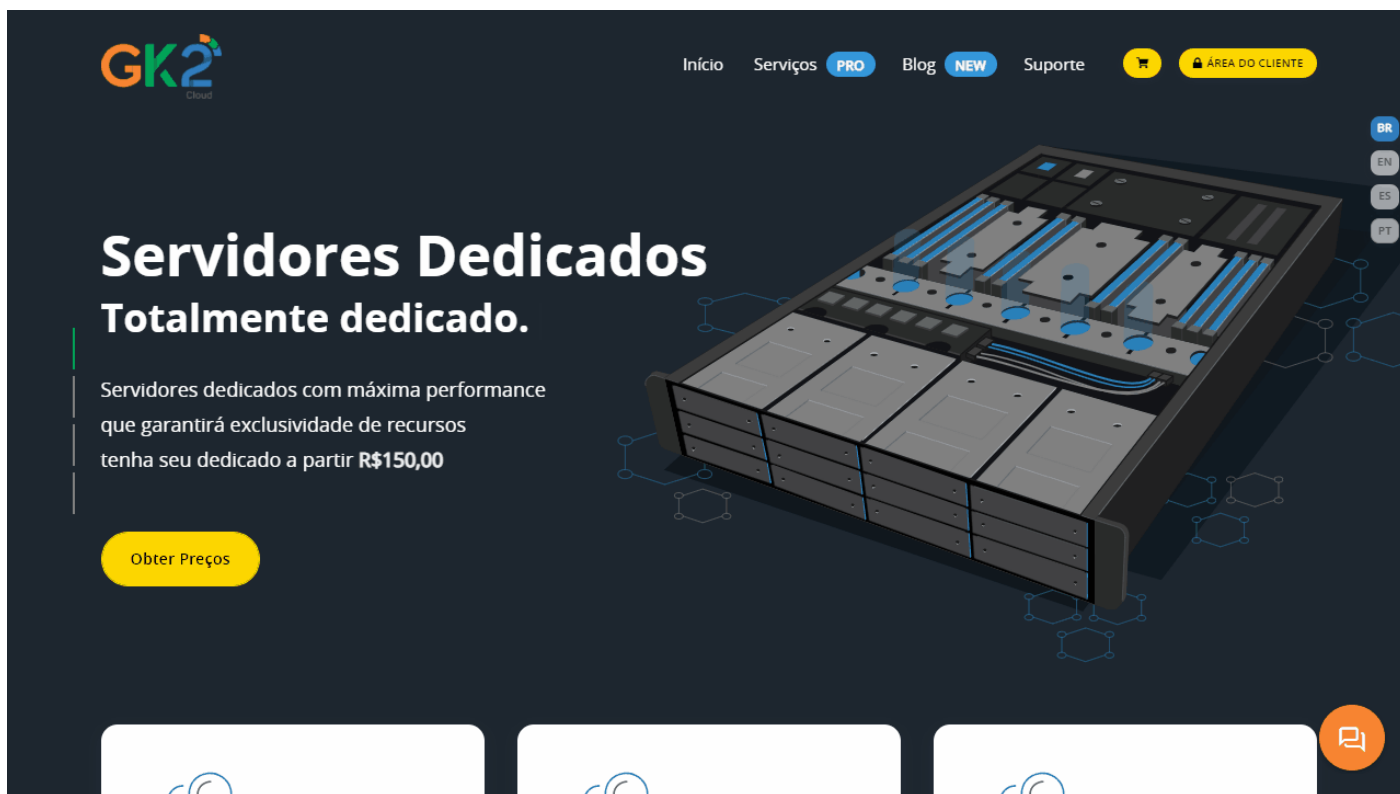 GK2
Cloud
Início
Serviços PRO
Blog NEW
Suporte
ÁREA DO CLIENTE
BR
EN
ES
PT
Servidores Dedicados
Totalmente dedicado.
Servidores dedicados com máxima performance
que garantirá exclusividade de recursos
tenha seu dedicado a partir R$150,00
Obter Preços